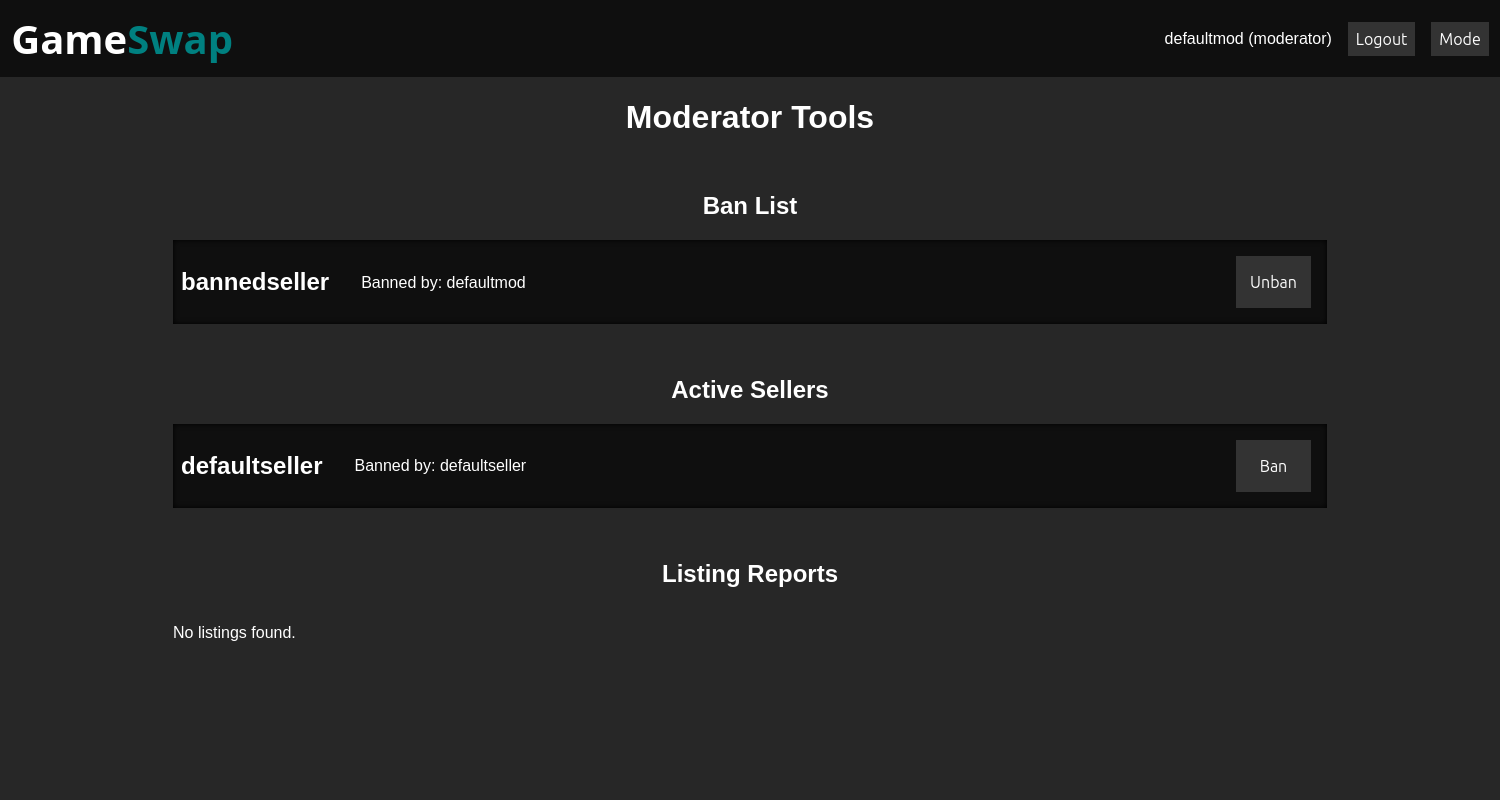 GameSwap
defaultmod (moderator) Logout Mode
Moderator Tools
Ban List
bannedseller Banned by: defaultmod Unban
Active Sellers
defaultseller Banned by: defaultseller Ban
Listing Reports
No listings found.